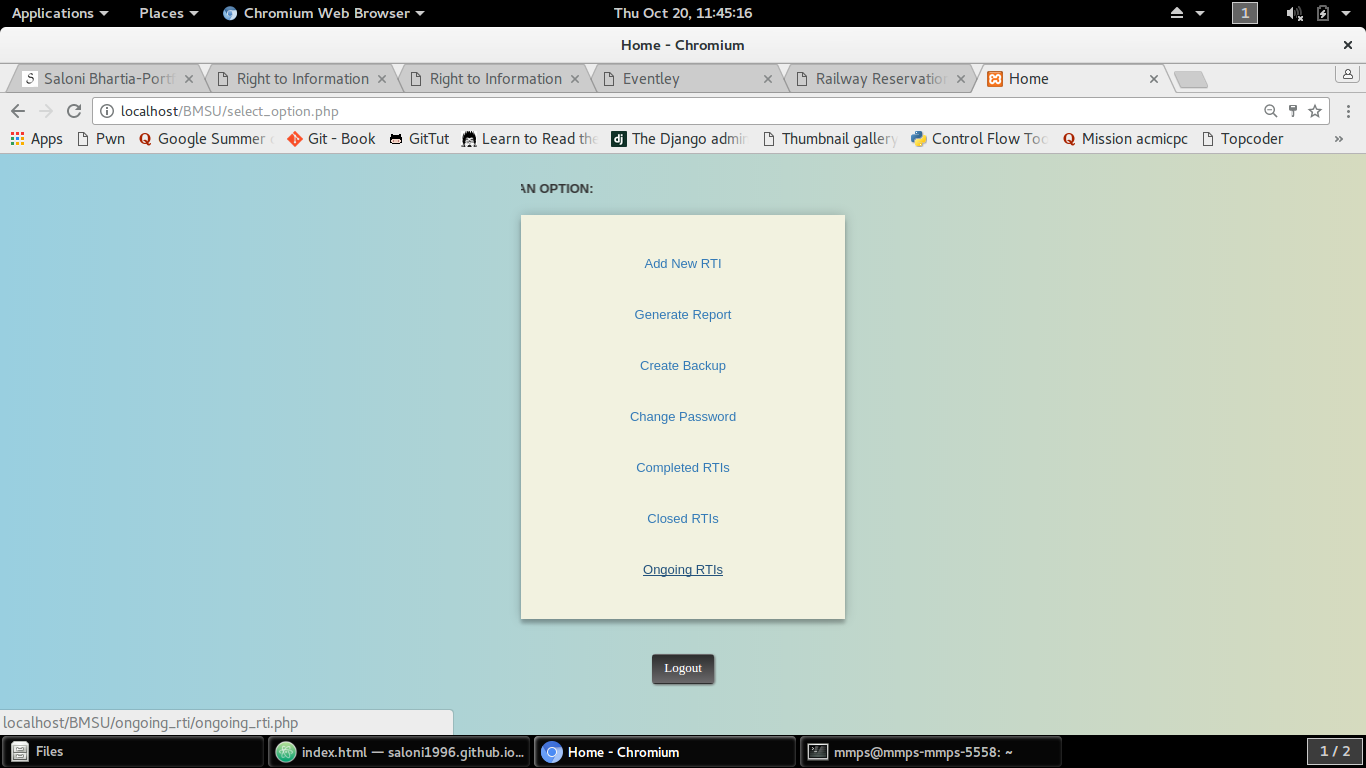 Applications Places Chromium Web Browser Thu Oct 20, 11:45:16 1
Home - Chromium
Saloni Bhartia-Portf Right to Information Right to Information Eventley Railway Reservation Home
localhost/BMSU/select_option.php
Apps Pwn Google Summer Git - Book GitTut Learn to Read the The Django admin Thumbnail gallery Control Flow Too Mission acmicpc Topcoder »
AN OPTION:
Add New RTI
Generate Report
Create Backup
Change Password
Completed RTIs
Closed RTIs
Ongoing RTIs
Logout
localhost/BMSU/ongoing_rti/ongoing_rti.php
Files index.html — saloni1996.github.io... Home - Chromium mmps@mmps-mmps-5558: ~ 1 / 2